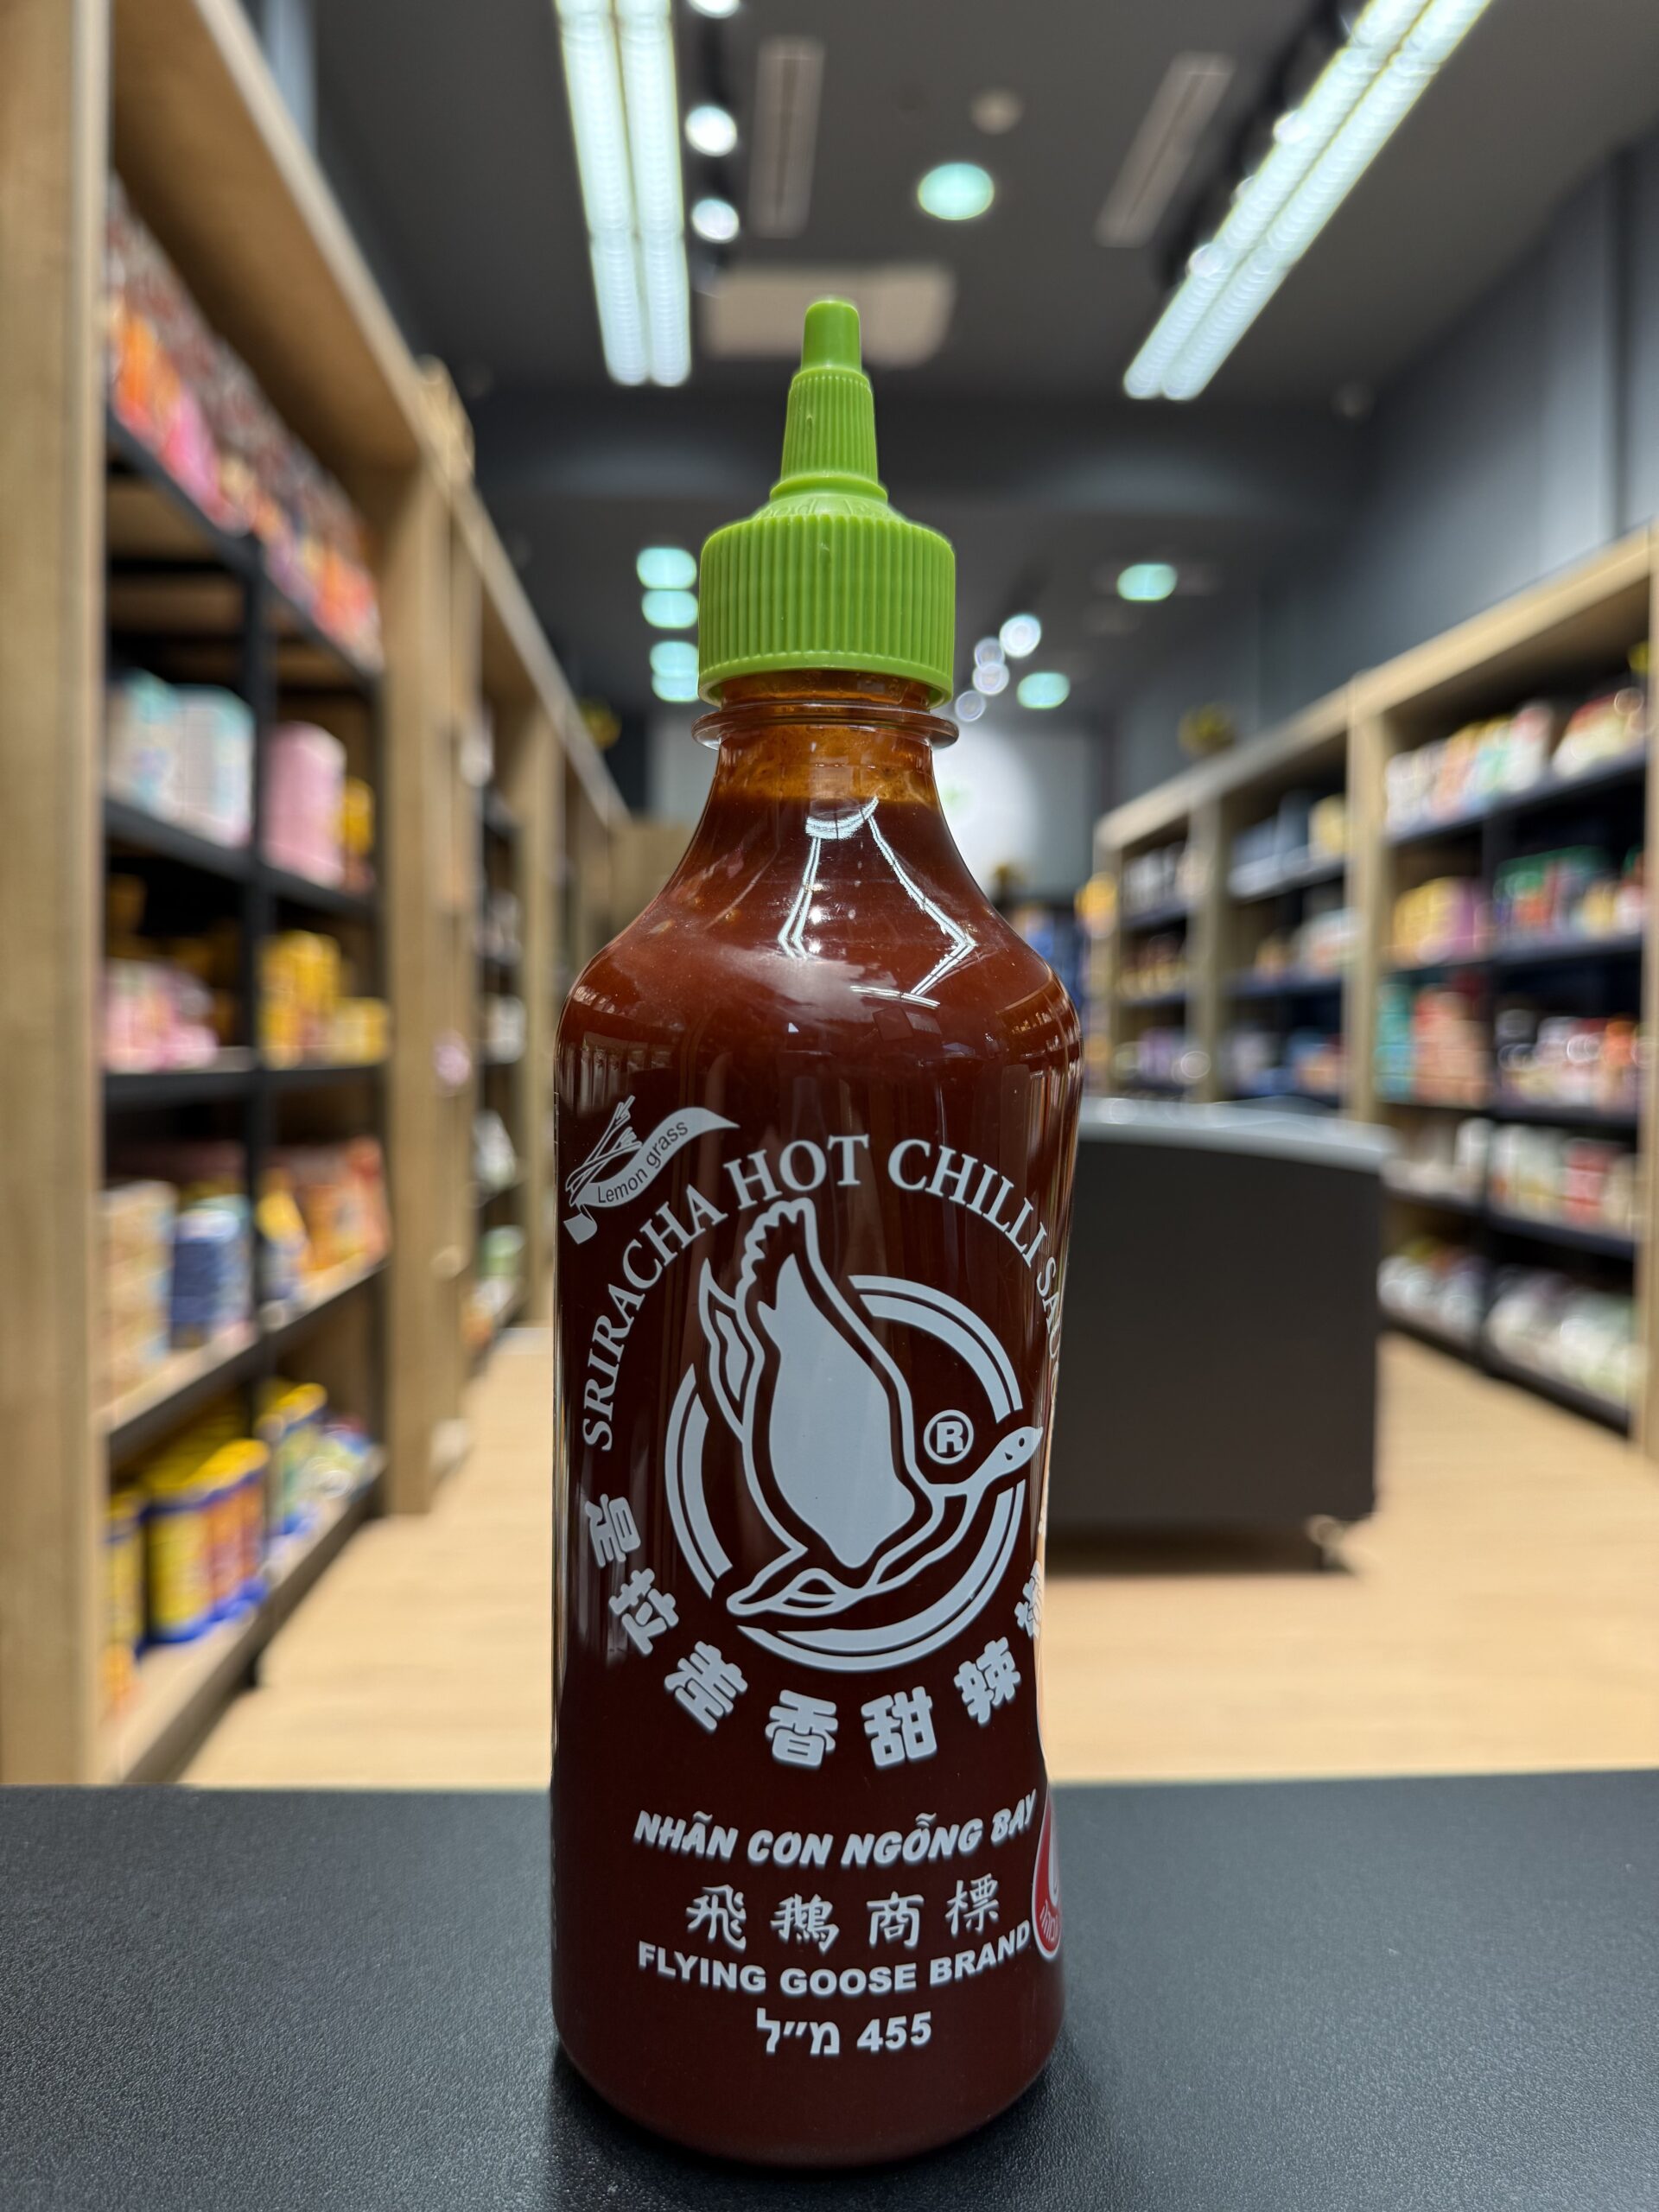 Lemon grass
SRIRACHA HOT CHILLI
®
是拉差香甜辣
NHÃN CON NGỖNG BAY
飛鵝商標
FLYING GOOSE BRAND
455 מ״ל